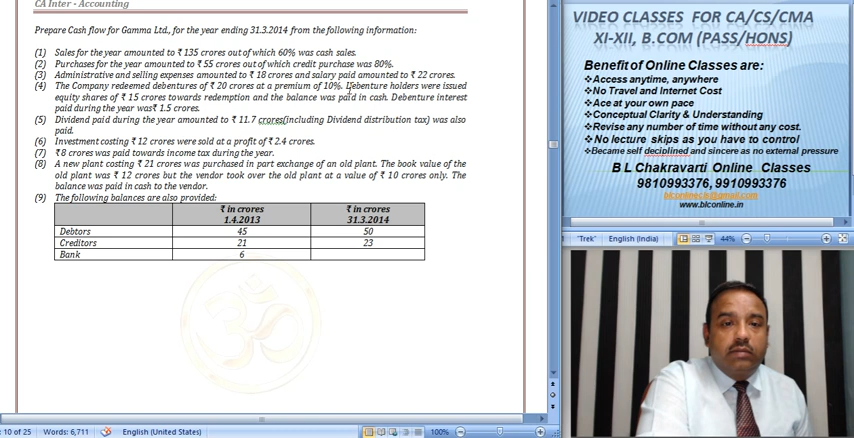 CA Inter - Accounting
Prepare Cash flow for Gamma Ltd., for the year ending 31.3.2014 from the following information:
(1) Sales for the year amounted to ₹ 135 crores out of which 60% was cash sales.
(2) Purchases for the year amounted to ₹ 55 crores out of which credit purchase was 80%.
(3) Administrative and selling expenses amounted to ₹ 18 crores and salary paid amounted to ₹ 22 crores.
(4) The Company redeemed debentures of ₹ 20 crores at a premium of 10%. Debenture holders were issued
equity shares of ₹ 15 crores towards redemption and the balance was paid in cash. Debenture interest
paid during the year was₹ 1.5 crores.
(5) Dividend paid during the year amounted to ₹ 11.7 crores(including Dividend distribution tax) was also
paid.
(6) Investment costing ₹ 12 crores were sold at a profit of ₹ 2.4 crores.
(7) ₹8 crores was paid towards income tax during the year.
(8) A new plant costing ₹ 21 crores was purchased in part exchange of an old plant. The book value of the
old plant was ₹ 12 crores but the vendor took over the old plant at a value of ₹ 10 crores only. The
balance was paid in cash to the vendor.
(9) The following balances are also provided:
₹ in crores ₹ in crores
1.4.2013 31.3.2014
Debtors 45 50
Creditors 21 23
Bank 6
: 10 of 25 Words: 6,711 English (United States) 100%
VIDEO CLASSES FOR CA/CS/CMA
XI-XII, B.COM (PASS/HONS)
Benefit of Online Classes are:
❖Access anytime, anywhere
❖No Travel and Internet Cost
❖Ace at your own pace
❖Conceptual Clarity & Understanding
❖Revise any number of time without any cost.
❖No lecture skips as you have to control
❖Became self deciplined and sincere as no external pressure
B L Chakravarti Online Classes
9810993376, 9910993376
blconlinecls@gmail.com
www.blconline.in
"Trek" English (India) 44%